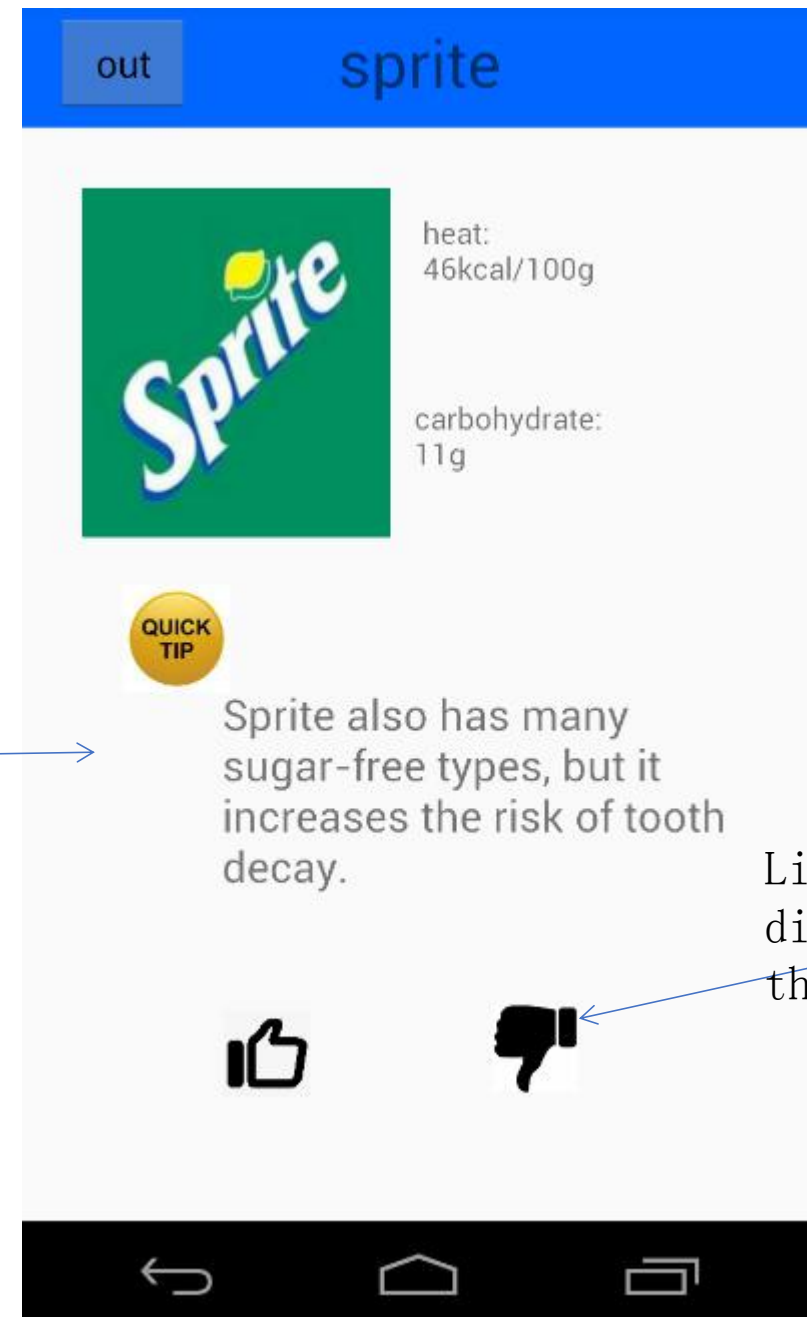 out
sprite
Sprite
heat:
46kcal/100g
carbohydrate:
11g
QUICK
TIP
Sprite also has many
sugar-free types, but it
increases the risk of tooth
decay.
Li
di
th